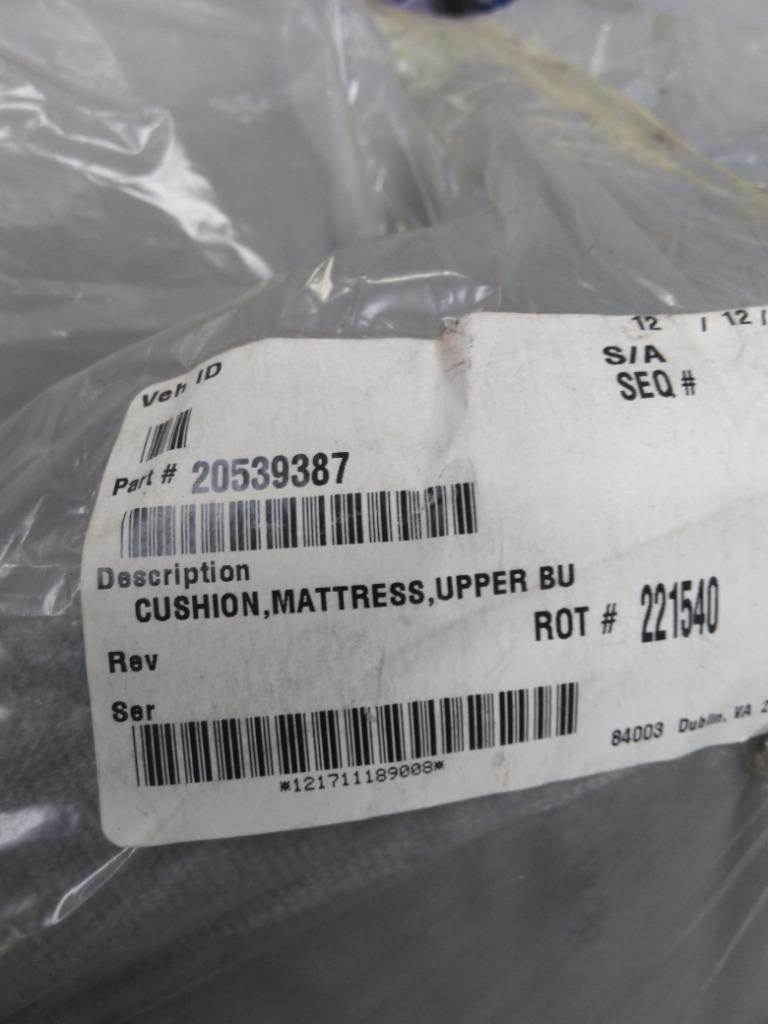 12 / 12 /
S/A
SEQ #
Veh ID
Part # 20539387
Description
CUSHION,MATTRESS,UPPER BU
ROT # 221540
Rev
Ser
*121711189008*
84003 Dublin, VA 2